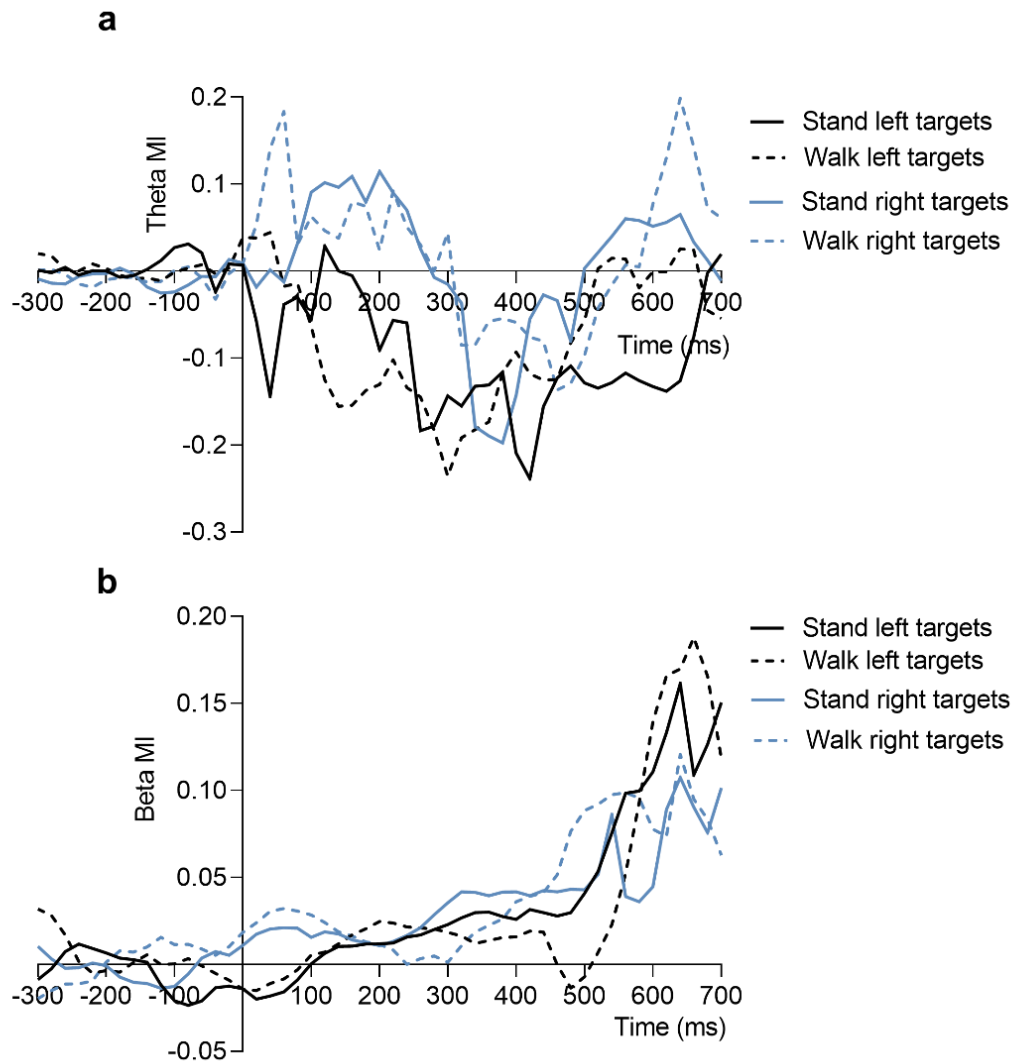 a
0.2
0.1
-0.1
-0.2
-0.3
Theta MI
-300 -200 -100 100 200 300 400 500 600 700
Time (ms)
Stand left targets
Walk left targets
Stand right targets
Walk right targets
b
0.20
0.15
0.10
0.05
-0.05
Beta MI
-300 -200 -100 100 200 300 400 500 600 700
Time (ms)
Stand left targets
Walk left targets
Stand right targets
Walk right targets